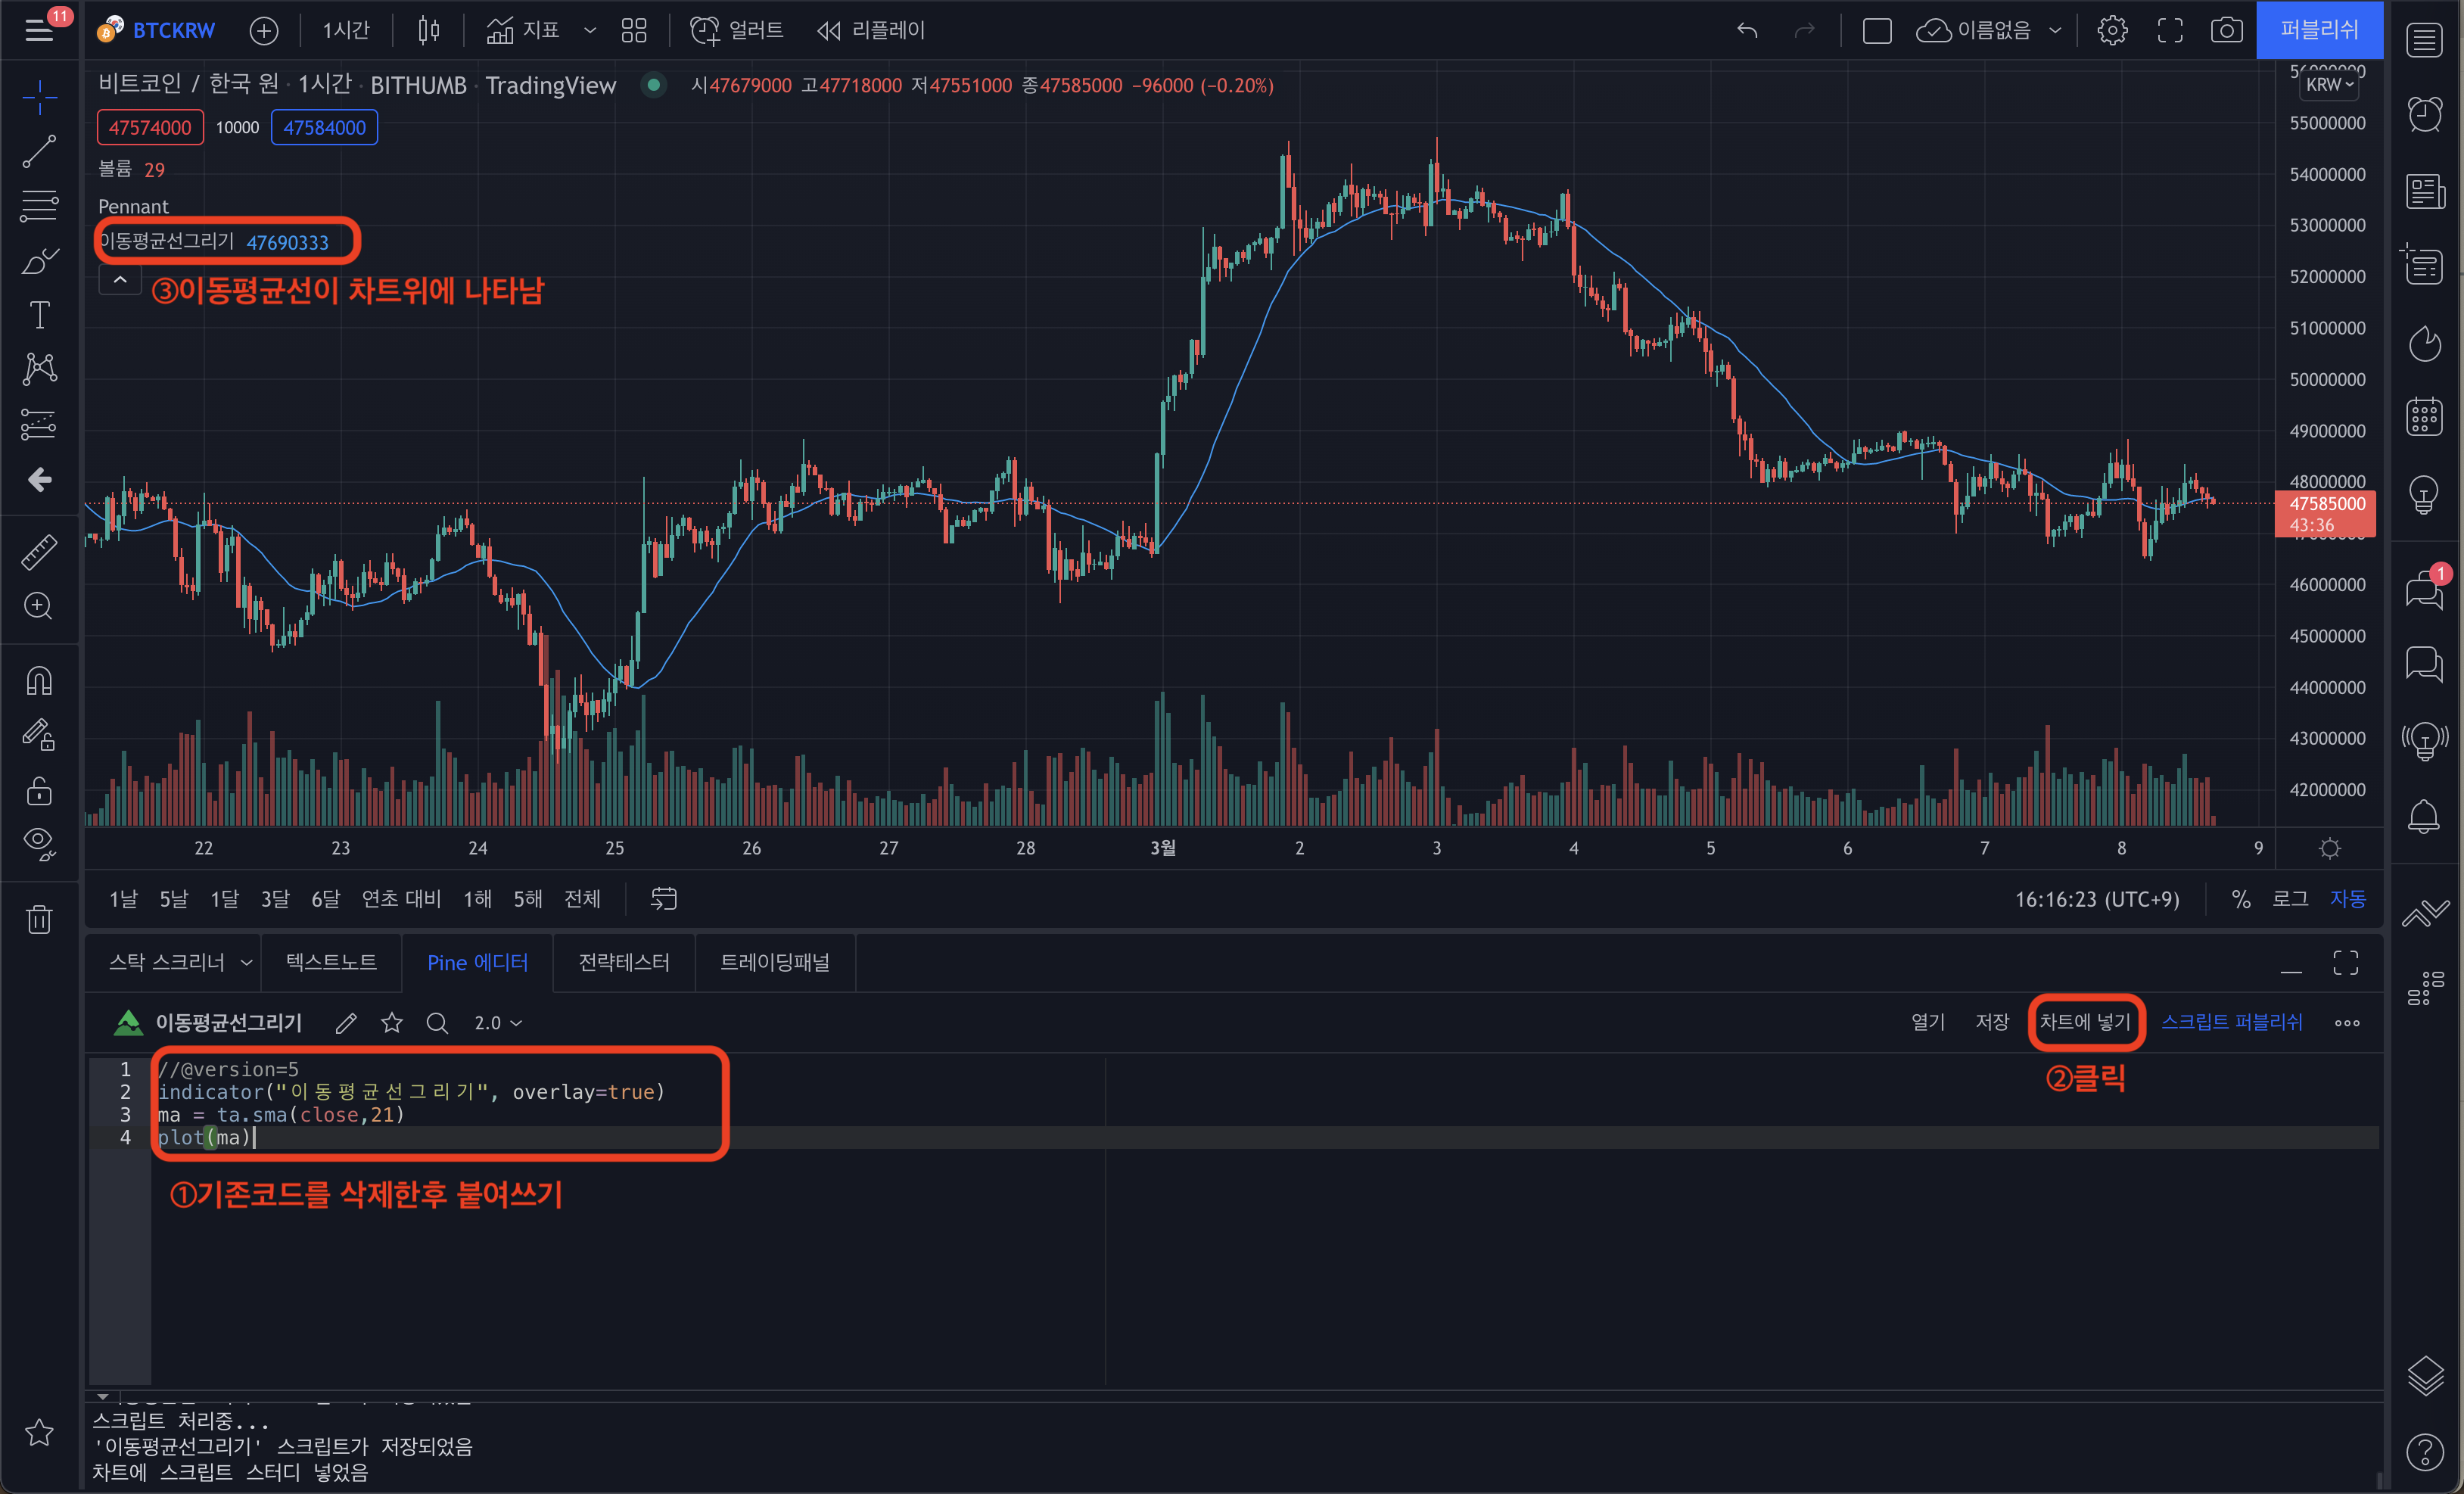 11
BTCKRW
1시간
지표
얼러트
리플레이
이름없음
퍼블리쉬
비트코인 / 한국 원 · 1시간 · BITHUMB · TradingView
시47679000 고47718000 저47551000 종47585000 −96000 (−0.20%)
KRW
47574000 10000 47584000
볼륨 29
Pennant
이동평균선그리기 47690333
③이동평균선이 차트위에 나타남
55000000
54000000
53000000
52000000
51000000
50000000
49000000
48000000
47585000
43:36
46000000
45000000
44000000
43000000
42000000
1
22 23 24 25 26 27 28 3월 2 3 4 5 6 7 8 9
1날 5날 1달 3달 6달 연초 대비 1해 5해 전체
16:16:23 (UTC+9) % 로그 자동
스탁 스크리너 텍스트노트 Pine 에디터 전략테스터 트레이딩패널
이동평균선그리기 2.0 열기 저장 차트에 넣기 스크립트 퍼블리쉬
②클릭
1 //@version=5
2 indicator("이동평균선그리기", overlay=true)
3 ma = ta.sma(close,21)
4 plot(ma)
①기존코드를 삭제한후 붙여쓰기
스크립트 처리중...
'이동평균선그리기' 스크립트가 저장되었음
차트에 스크립트 스터디 넣었음